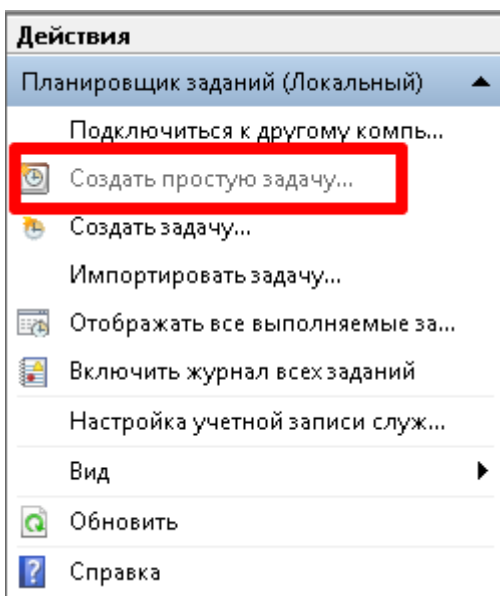 Действия
Планировщик заданий (Локальный)
Подключиться к другому компь...
Создать простую задачу...
Создать задачу...
Импортировать задачу...
Отображать все выполняемые за...
Включить журнал всех заданий
Настройка учетной записи служ...
Вид
Обновить
Справка